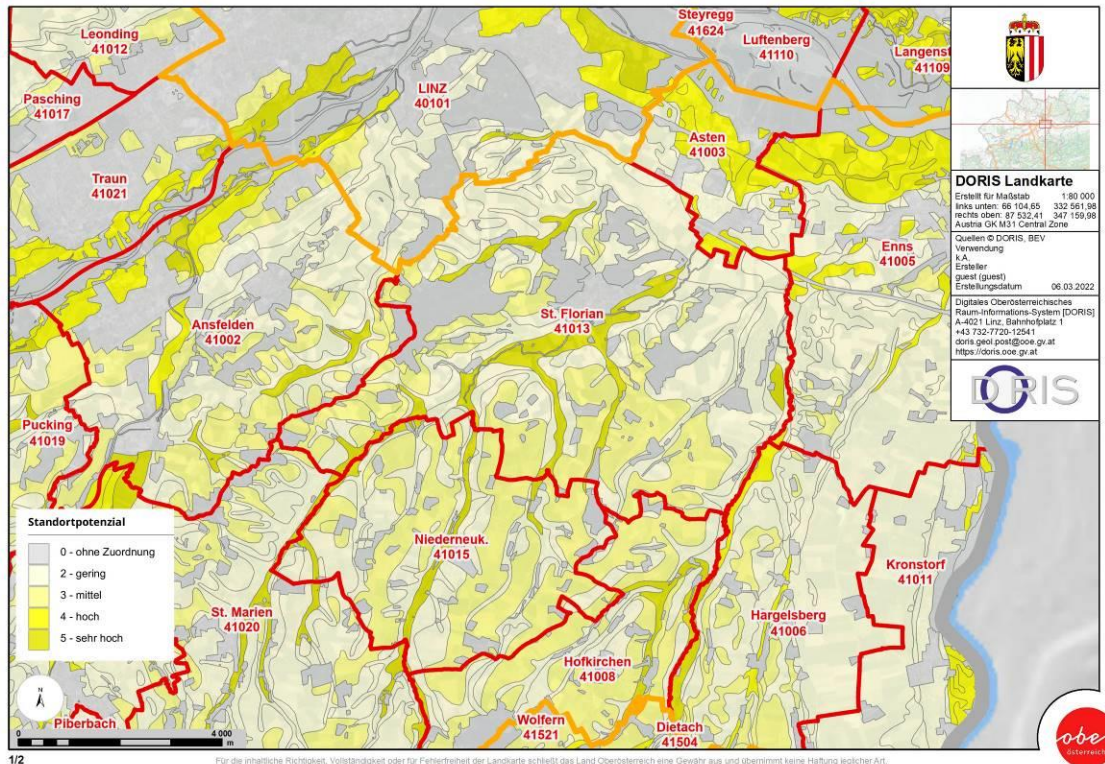 Leonding
41012
Pasching
41017
Traun
41021
LINZ
40101
Steyregg
41624
Luftenberg
41110
Langenst
41109
Asten
41003
Enns
41005
Ansfelden
41002
St. Florian
41013
Pucking
41019
Niederneuk.
41015
St. Marien
41020
Kronstorf
41011
Hargelsberg
41006
Hofkirchen
41008
Piberbach
Wolfern
41521
Dietach
41504
Standortpotenzial
0 - ohne Zuordnung
2 - gering
3 - mittel
4 - hoch
5 - sehr hoch
N
0 4 000
m
DORIS Landkarte
Erstellt für Maßstab 1:80 000
links unten: 66 104,65 332 561,98
rechts oben: 87 532,41 347 159,98
Austria GK M31 Central Zone
Quellen © DORIS, BEV
Verwendung
k.A.
Ersteller
guest (guest)
Erstellungsdatum 06.03.2022
Digitales Oberösterreichisches
Raum-Informations-System [DORIS]
A-4021 Linz, Bahnhofplatz 1
+43 732-7720-12541
doris.geol.post@ooe.gv.at
https://doris.ooe.gv.at
DORIS
ober
österreich
1/2
Für die inhaltliche Richtigkeit, Vollständigkeit oder für Fehlerfreiheit der Landkarte schließt das Land Oberösterreich eine Gewähr aus und übernimmt keine Haftung jeglicher Art.